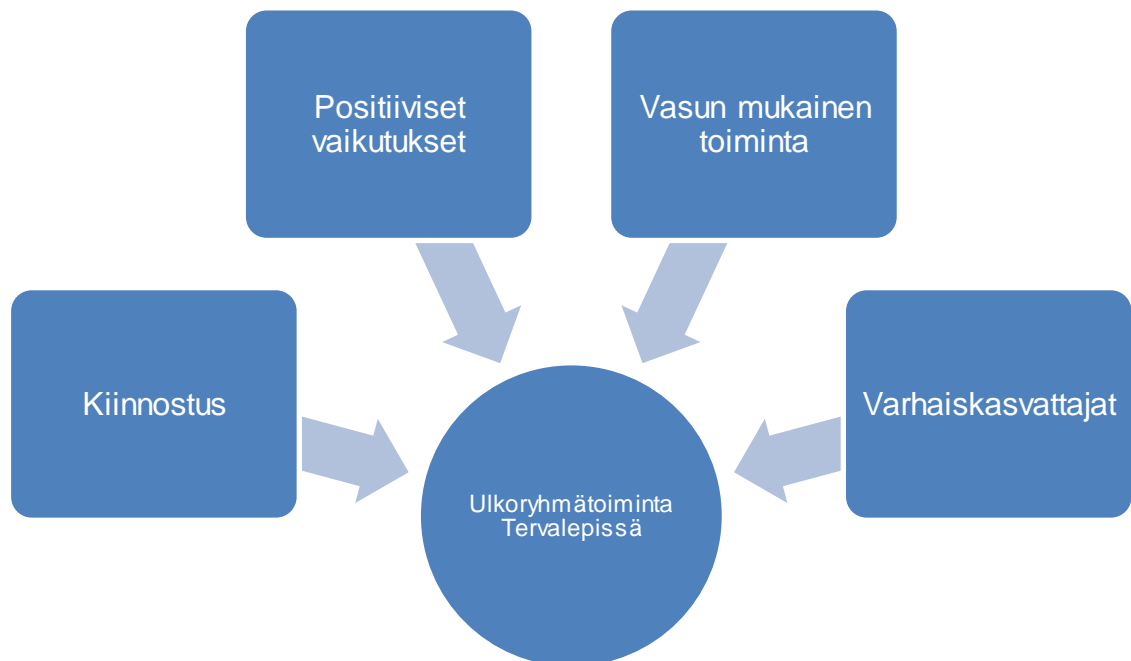 Positiiviset
vaikutukset
Vasun mukainen
toiminta
Kiinnostus
Varhaiskasvattajat
Ulkoryhmätoiminta
Tervalepissä